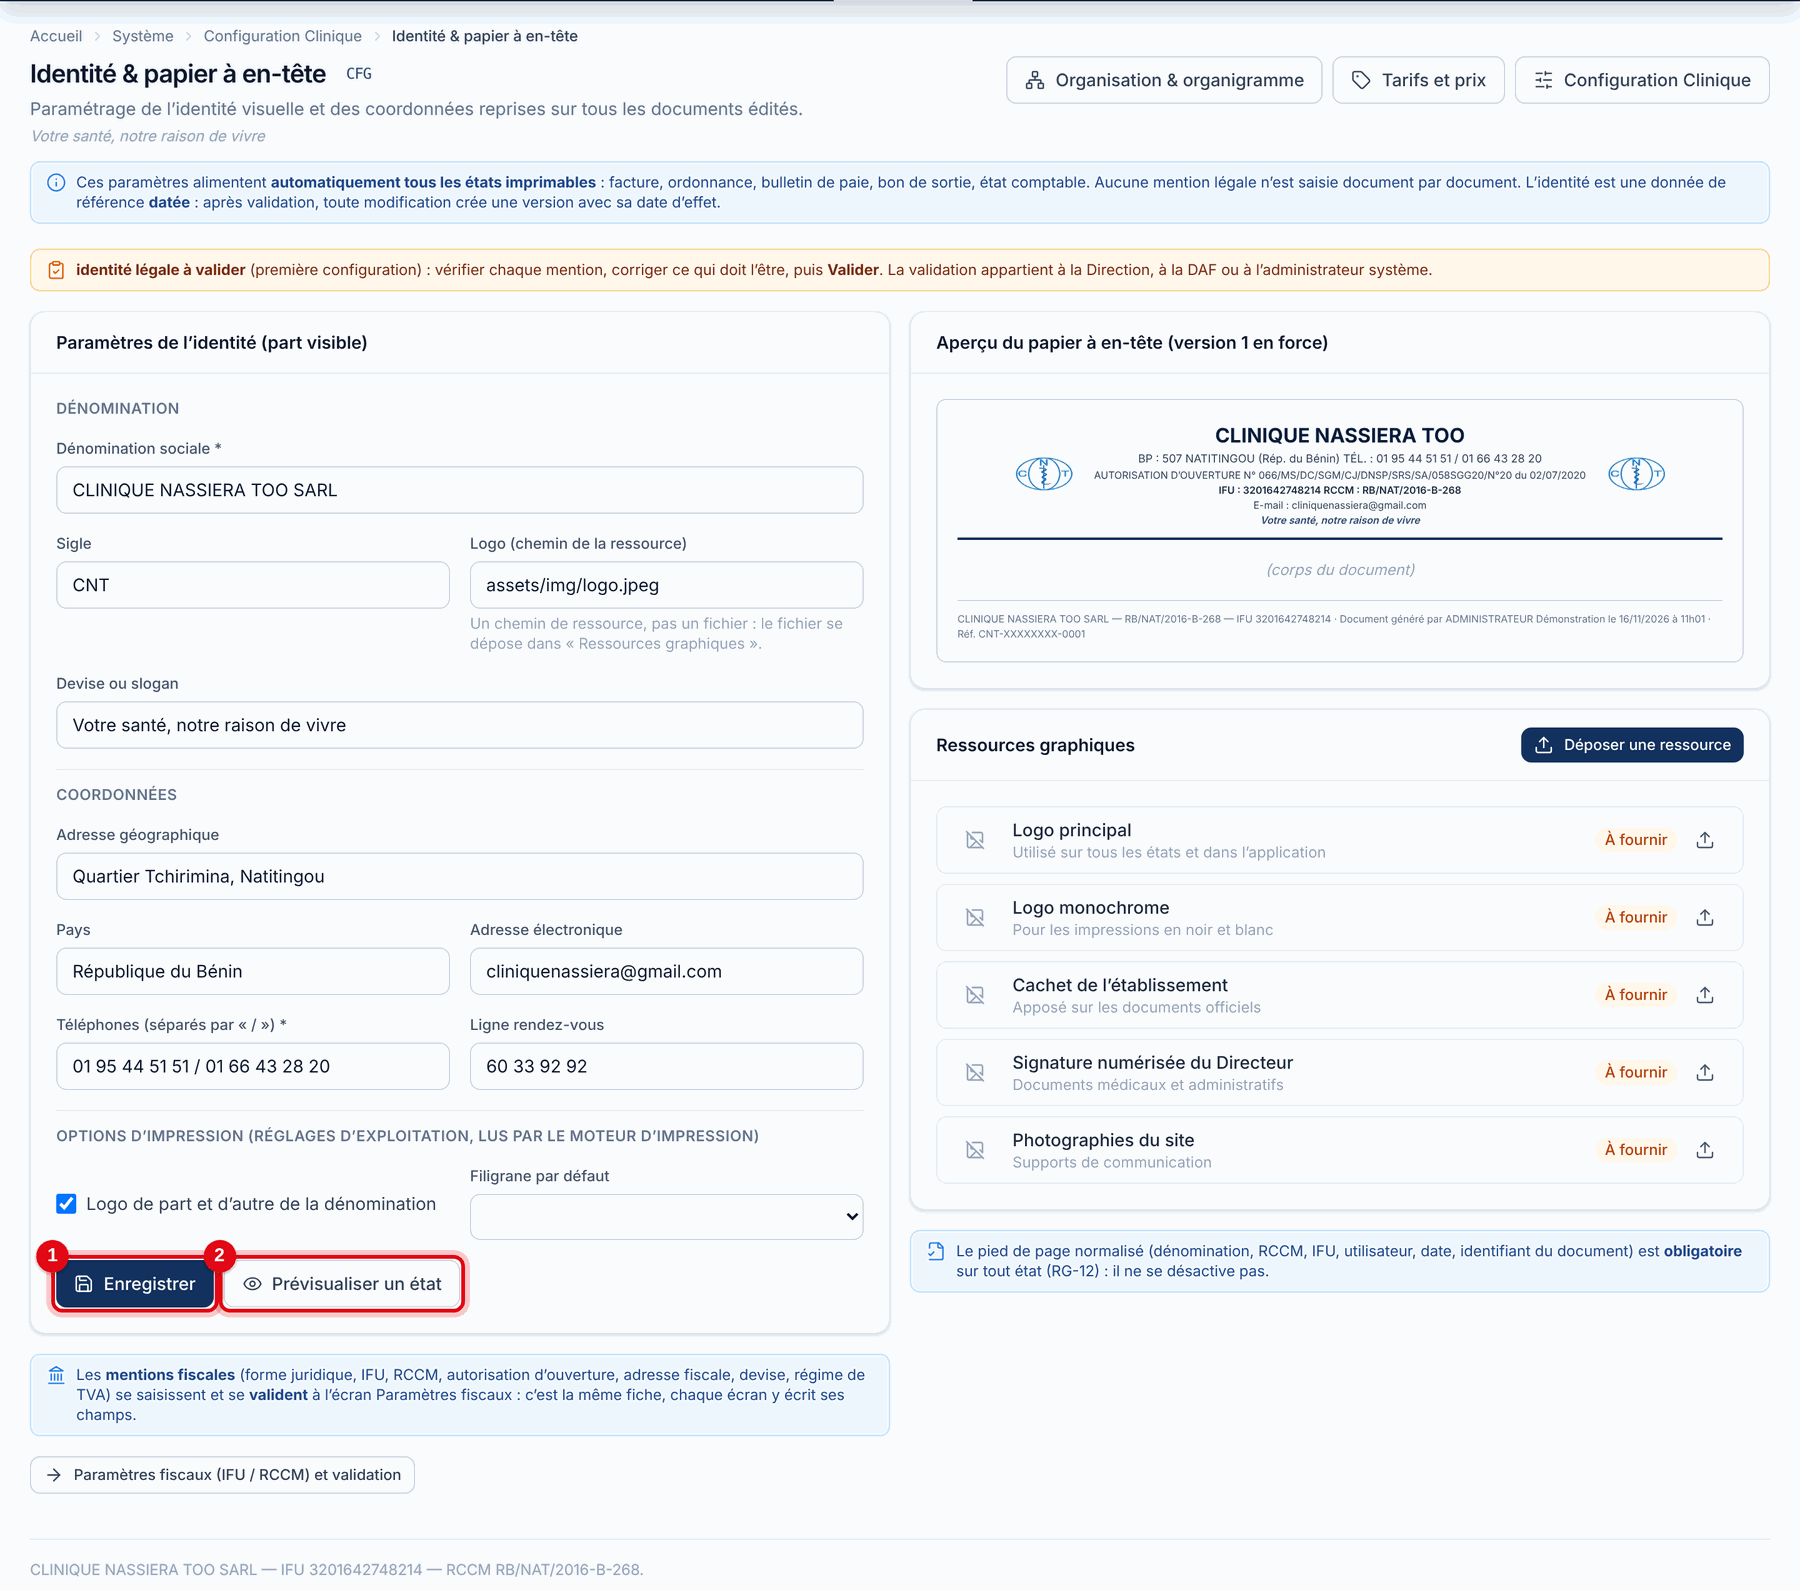 Accueil > Système > Configuration Clinique > Identité & papier à en-tête
Identité & papier à en-tête CFG
Paramétrage de l’identité visuelle et des coordonnées reprises sur tous les documents édités.
Votre santé, notre raison de vivre
Organisation & organigramme
Tarifs et prix
Configuration Clinique
Ces paramètres alimentent automatiquement tous les états imprimables : facture, ordonnance, bulletin de paie, bon de sortie, état comptable. Aucune mention légale n’est saisie document par document. L’identité est une donnée de
référence datée : après validation, toute modification crée une version avec sa date d’effet.
identité légale à valider (première configuration) : vérifier chaque mention, corriger ce qui doit l’être, puis Valider. La validation appartient à la Direction, à la DAF ou à l’administrateur système.
Paramètres de l’identité (part visible)
DÉNOMINATION
Dénomination sociale *
CLINIQUE NASSIERA TOO SARL
Sigle
CNT
Logo (chemin de la ressource)
assets/img/logo.jpeg
Un chemin de ressource, pas un fichier : le fichier se
dépose dans « Ressources graphiques ».
Devise ou slogan
Votre santé, notre raison de vivre
COORDONNÉES
Adresse géographique
Quartier Tchirimina, Natitingou
Pays
République du Bénin
Adresse électronique
cliniquenassiera@gmail.com
Téléphones (séparés par « / ») *
01 95 44 51 51 / 01 66 43 28 20
Ligne rendez-vous
60 33 92 92
OPTIONS D’IMPRESSION (RÉGLAGES D’EXPLOITATION, LUS PAR LE MOTEUR D’IMPRESSION)
Logo de part et d’autre de la dénomination
Filigrane par défaut
1
Enregistrer
2
Prévisualiser un état
Les mentions fiscales (forme juridique, IFU, RCCM, autorisation d’ouverture, adresse fiscale, devise, régime de
TVA) se saisissent et se valident à l’écran Paramètres fiscaux : c’est la même fiche, chaque écran y écrit ses
champs.
Paramètres fiscaux (IFU / RCCM) et validation
Aperçu du papier à en-tête (version 1 en force)
C N T
CLINIQUE NASSIERA TOO
BP : 507 NATITINGOU (Rép. du Bénin) TÉL. : 01 95 44 51 51 / 01 66 43 28 20
AUTORISATION D’OUVERTURE N° 066/MS/DC/SGM/CJ/DNSP/SRS/SA/058SGG20/N°20 du 02/07/2020
IFU : 3201642748214 RCCM : RB/NAT/2016-B-268
E-mail : cliniquenassiera@gmail.com
Votre santé, notre raison de vivre
C N T
(corps du document)
CLINIQUE NASSIERA TOO SARL — RB/NAT/2016-B-268 — IFU 3201642748214 · Document généré par ADMINISTRATEUR Démonstration le 16/11/2026 à 11h01 ·
Réf. CNT-XXXXXXXX-0001
Ressources graphiques
Déposer une ressource
Logo principal
Utilisé sur tous les états et dans l’application
À fournir
Logo monochrome
Pour les impressions en noir et blanc
À fournir
Cachet de l’établissement
Apposé sur les documents officiels
À fournir
Signature numérisée du Directeur
Documents médicaux et administratifs
À fournir
Photographies du site
Supports de communication
À fournir
Le pied de page normalisé (dénomination, RCCM, IFU, utilisateur, date, identifiant du document) est obligatoire
sur tout état (RG-12) : il ne se désactive pas.
CLINIQUE NASSIERA TOO SARL — IFU 3201642748214 — RCCM RB/NAT/2016-B-268.